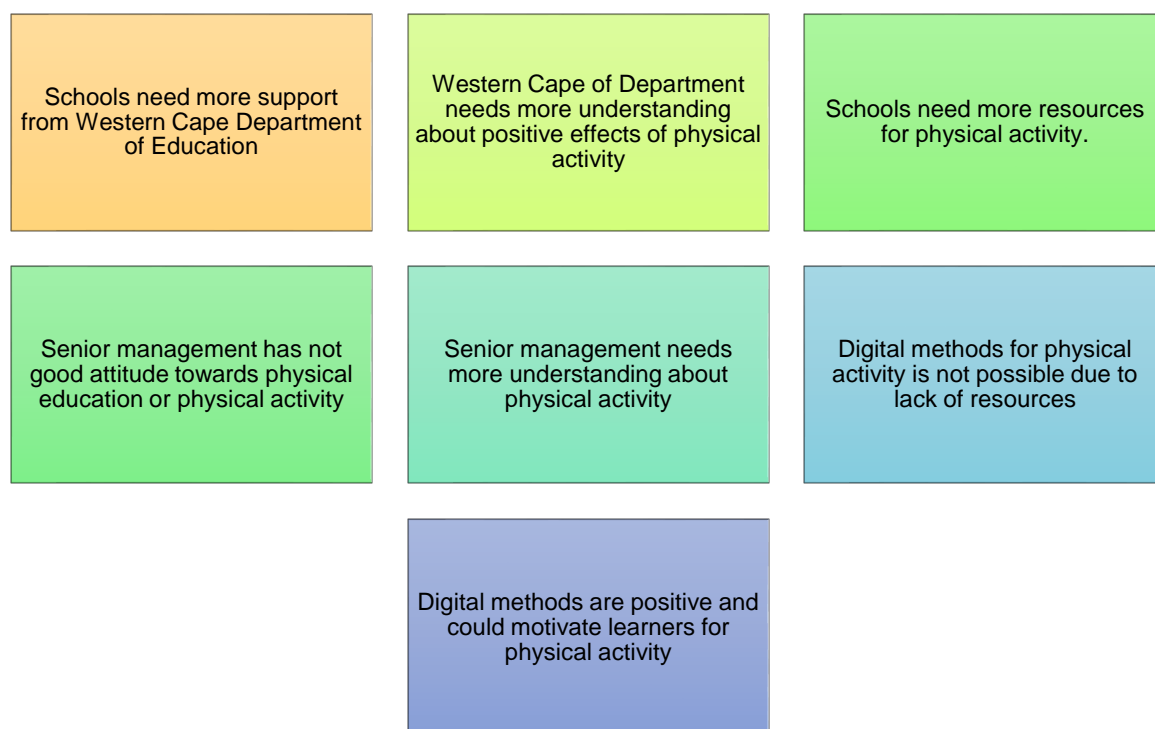 Schools need more support
from Western Cape Department
of Education
Western Cape of Department
needs more understanding
about positive effects of physical
activity
Schools need more resources
for physical activity.
Senior management has not
good attitude towards physical
education or physical activity
Senior management needs
more understanding about
physical activity
Digital methods for physical
activity is not possible due to
lack of resources
Digital methods are positive and
could motivate learners for
physical activity